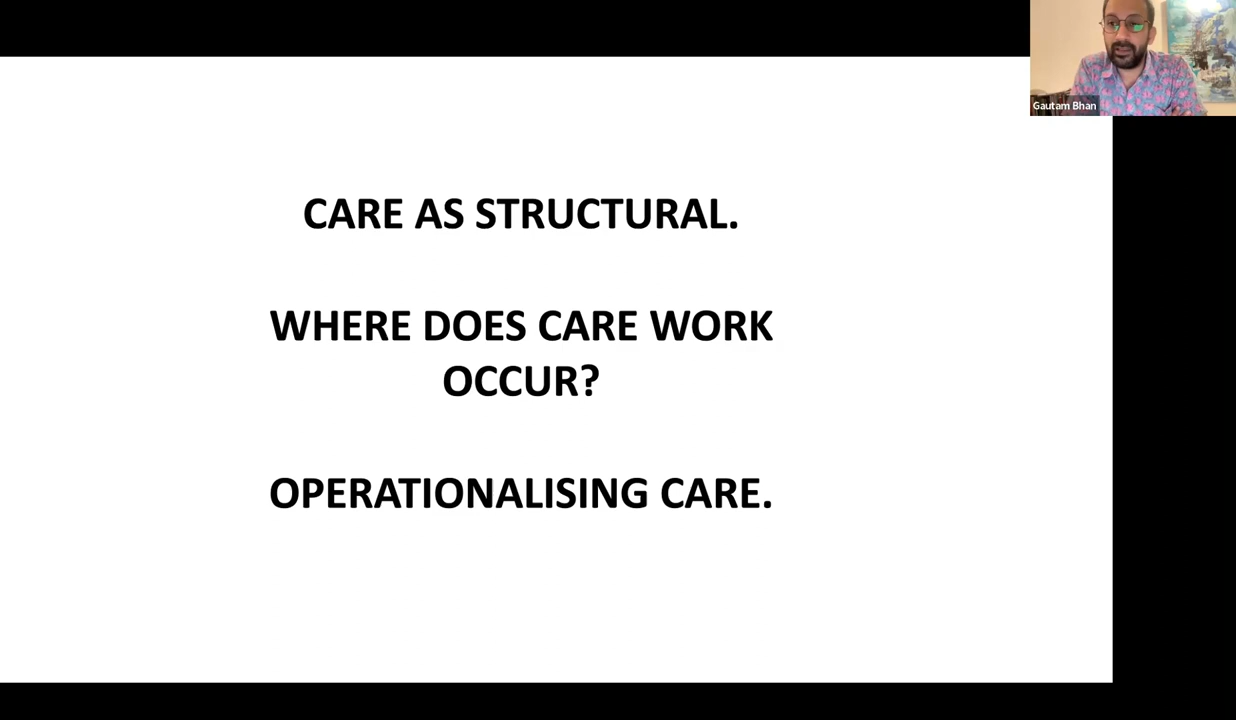 Gautam Bhan
CARE AS STRUCTURAL.
WHERE DOES CARE WORK
OCCUR?
OPERATIONALISING CARE.